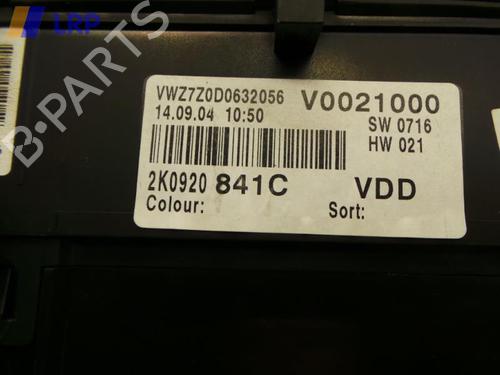 LRP
B-PARTS
VWZ7Z0D0632056 V0021000
14.09.04 10:50 SW 0716
HW 021
2K0920 841C VDD
Colour: Sort: